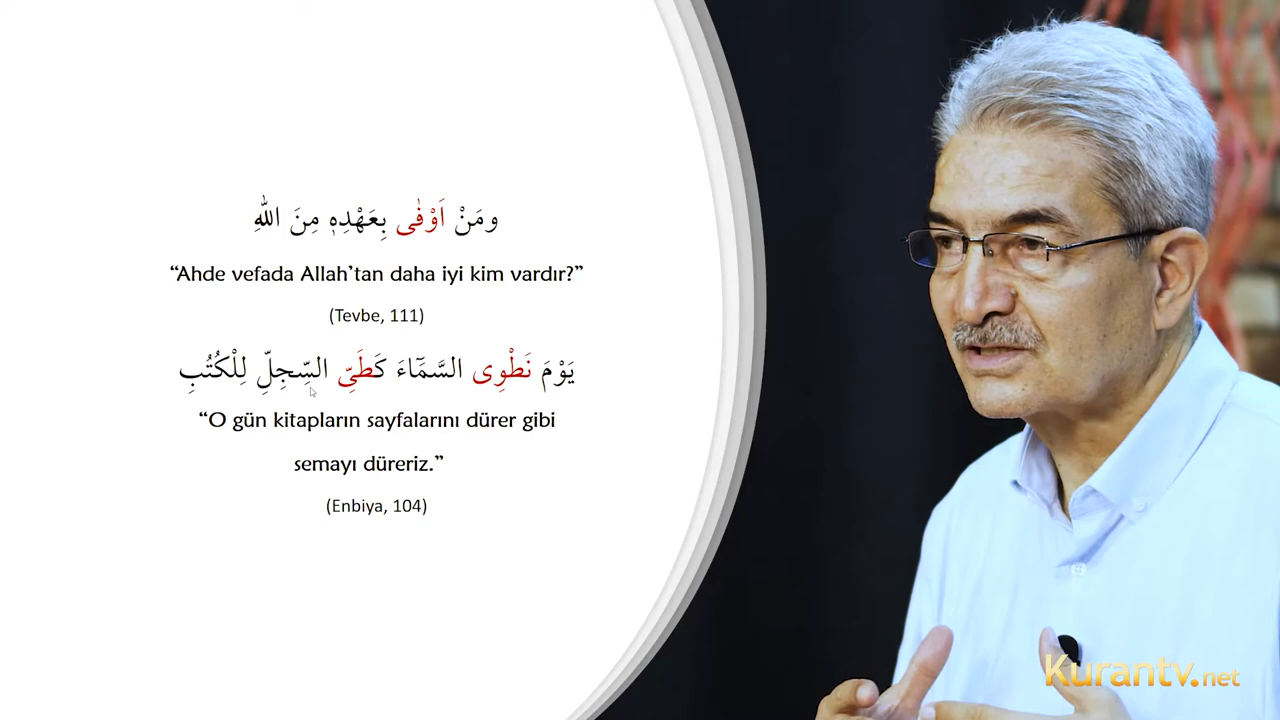 ومَنْ اَوْفٰى بِعَهْدِه۪ مِنَ اللّٰهِ
“Ahde vefada Allah’tan daha iyi kim vardır?”
(Tevbe, 111)
يَوْمَ نَطْوِى السَّمَٓاءَ كَطَىِّ السِّجِلِّ لِلْكُتُبِ
“O gün kitapların sayfalarını dürer gibi
semayı düreriz.”
(Enbiya, 104)
Kurantv.net